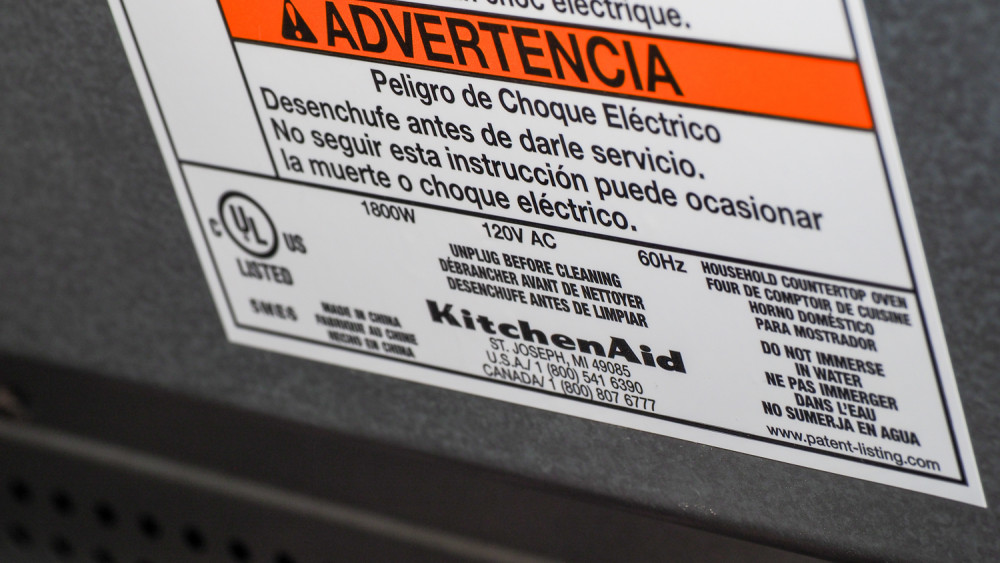 choc électrique.
ADVERTENCIA
Peligro de Choque Eléctrico
Desenchufe antes de darle servicio.
No seguir esta instrucción puede ocasionar
la muerte o choque eléctrico.
C UL US
LISTED
5ME6
1800W 120V AC 60Hz
UNPLUG BEFORE CLEANING
DÉBRANCHER AVANT DE NETTOYER
DESENCHUFE ANTES DE LIMPIAR
MADE IN CHINA
FABRIQUÉ AU CHINE
HECHO EN CHINA
KitchenAid
ST. JOSEPH, MI 49085
U.S.A./ 1 (800) 541 6390
CANADA/ 1 (800) 807 6777
HOUSEHOLD COUNTERTOP OVEN
FOUR DE COMPTOIR DE CUISINE
HORNO DOMÉSTICO
PARA MOSTRADOR
DO NOT IMMERSE
IN WATER
NE PAS IMMERGER
DANS L'EAU
NO SUMERJA EN AGUA
www.patent-listing.com